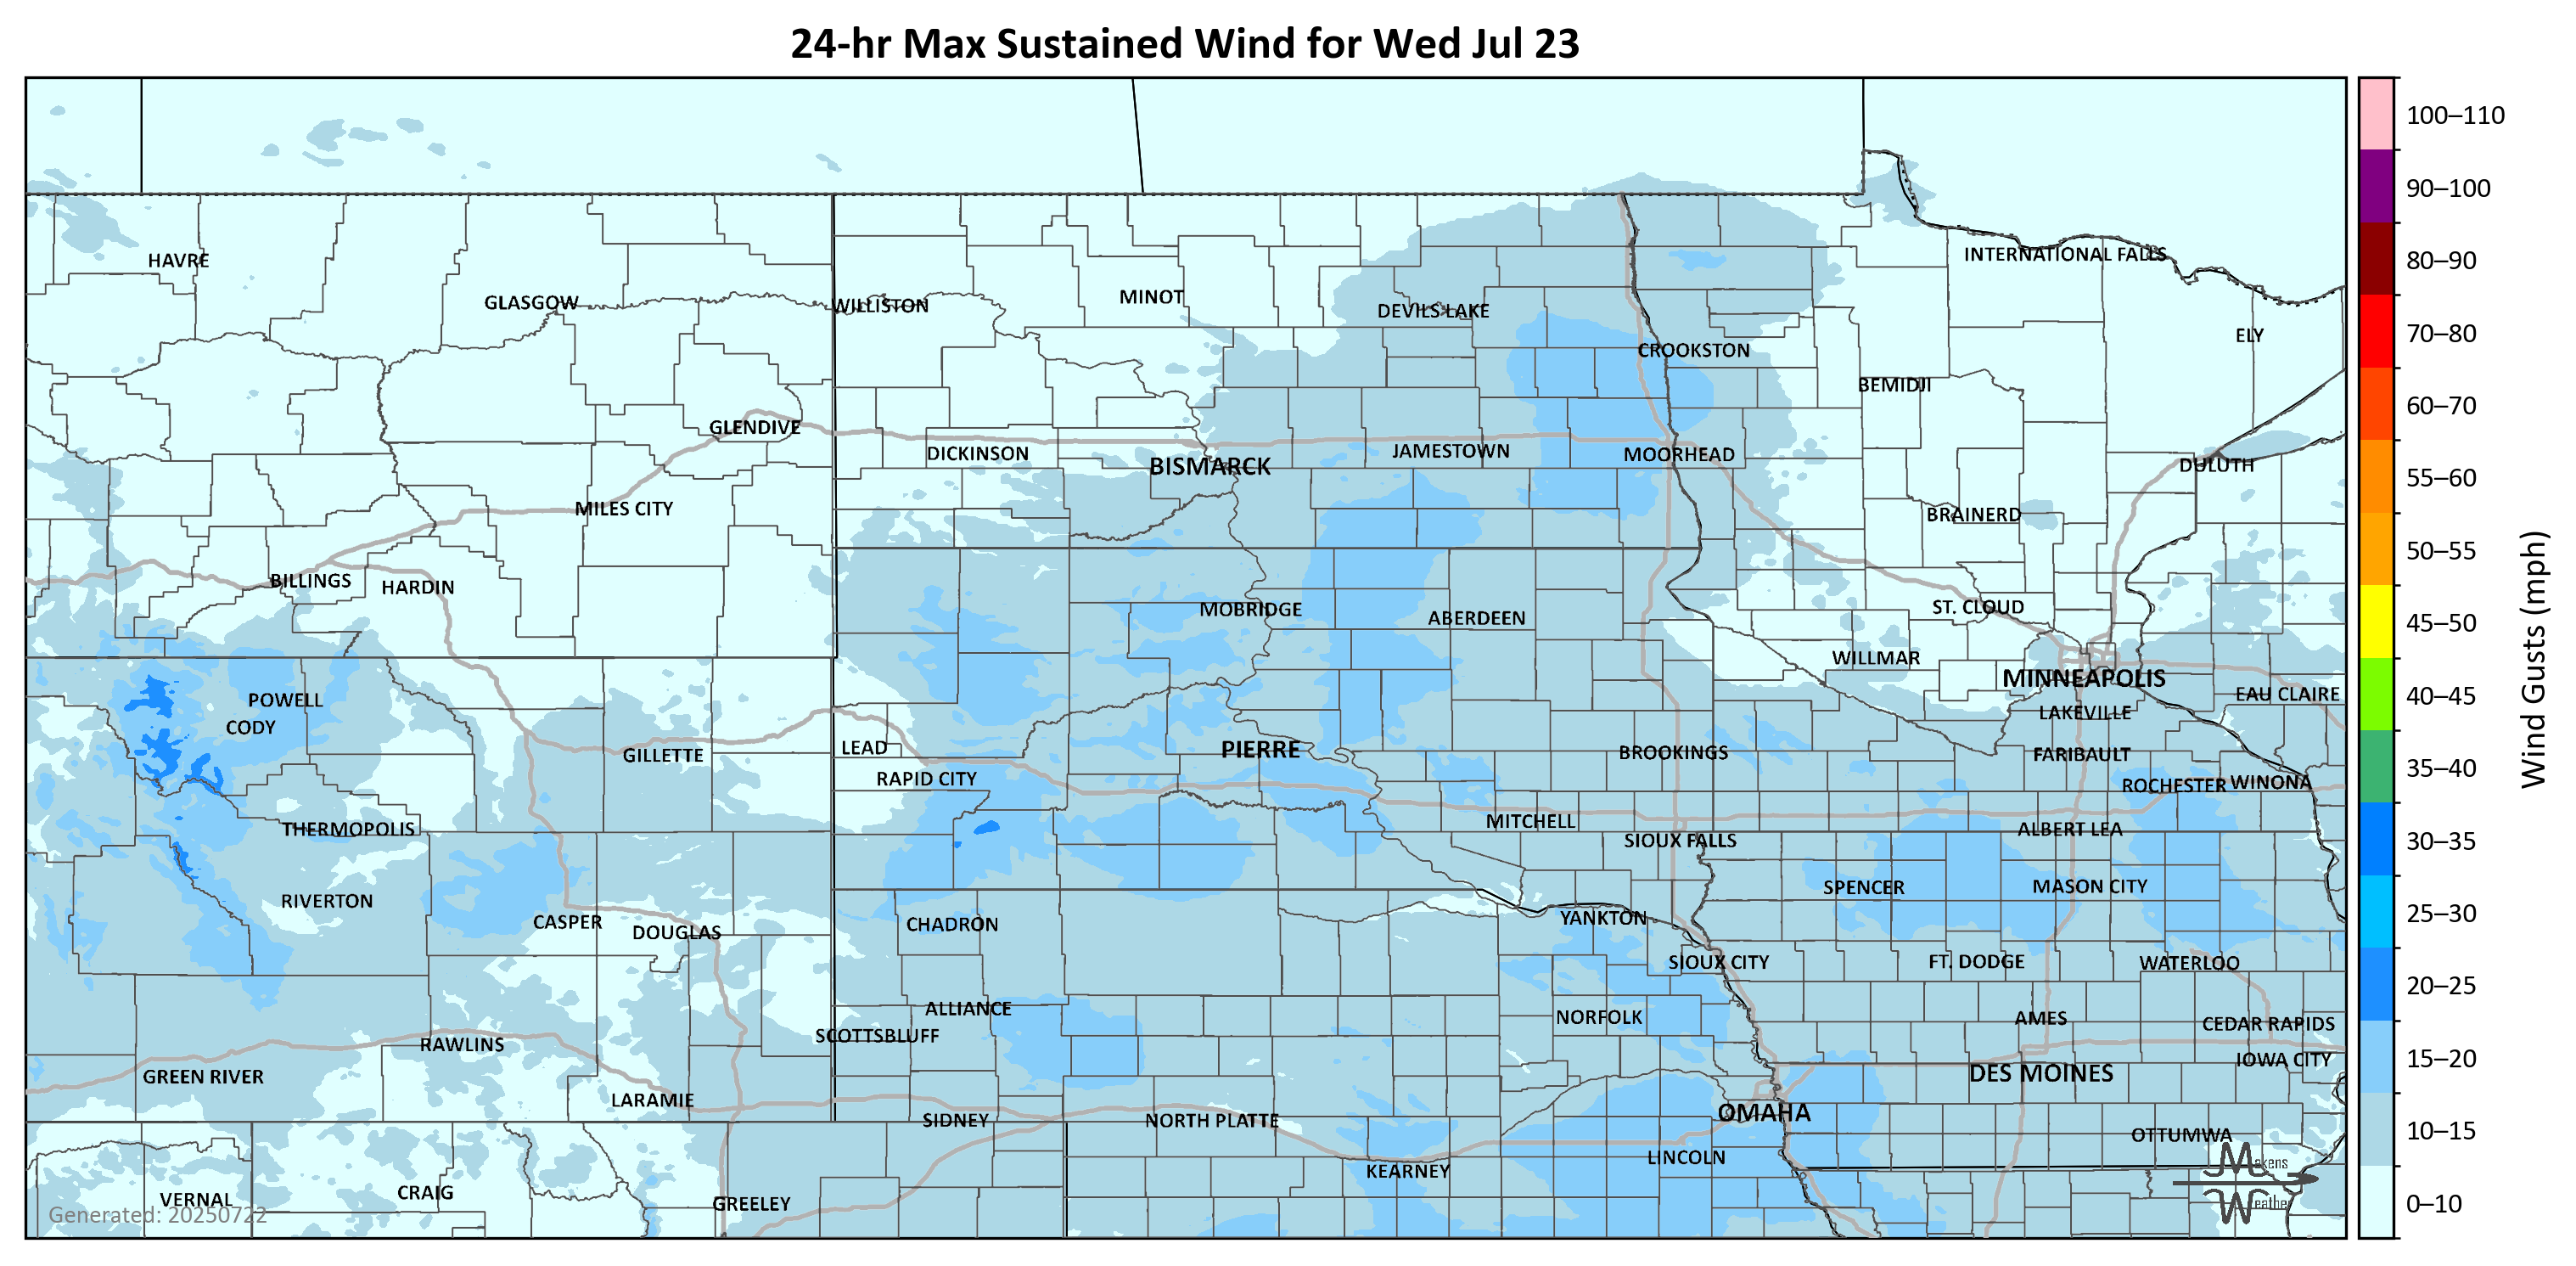 24-hr Max Sustained Wind for Wed Jul 23
100–110
90–100
80–90
70–80
60–70
55–60
50–55
45–50
40–45
35–40
30–35
25–30
20–25
15–20
10–15
0–10
Wind Gusts (mph)
HAVRE
GLASGOW
WILLISTON
MINOT
DEVILS LAKE
INTERNATIONAL FALLS
CROOKSTON
ELY
BEMIDJI
GLENDIVE
DICKINSON
BISMARCK
JAMESTOWN
MOORHEAD
DULUTH
MILES CITY
BRAINERD
BILLINGS
HARDIN
MOBRIDGE
ABERDEEN
ST. CLOUD
WILLMAR
MINNEAPOLIS
EAU CLAIRE
POWELL
CODY
LAKEVILLE
GILLETTE
LEAD
PIERRE
BROOKINGS
FARIBAULT
RAPID CITY
ROCHESTER
WINONA
THERMOPOLIS
MITCHELL
SIOUX FALLS
ALBERT LEA
RIVERTON
SPENCER
MASON CITY
CASPER
DOUGLAS
CHADRON
YANKTON
SIOUX CITY
FT. DODGE
WATERLOO
ALLIANCE
NORFOLK
AMES
CEDAR RAPIDS
SCOTTSBLUFF
RAWLINS
IOWA CITY
GREEN RIVER
DES MOINES
LARAMIE
SIDNEY
NORTH PLATTE
OMAHA
OTTUMWA
KEARNEY
LINCOLN
VERNAL
CRAIG
GREELEY
Generated: 20250722
Makens
Weather